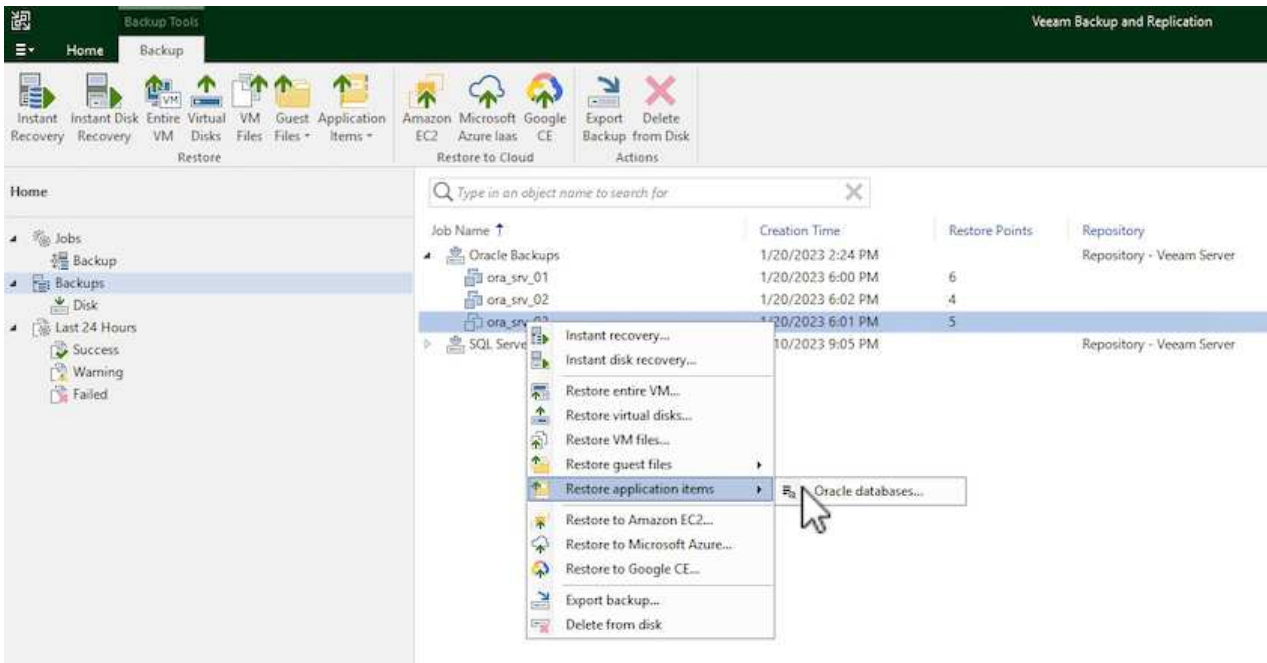 Backup Tools
Veeam Backup and Replication
Home Backup
Instant Recovery
Instant Disk Recovery
Entire VM
Virtual Disks
VM Files
Guest Files
Application Items
Restore
Amazon EC2
Microsoft Azure Iaas
Google CE
Restore to Cloud
Export Backup
Delete from Disk
Actions
Home
Type in an object name to search for
Jobs
Backup
Backups
Disk
Last 24 Hours
Success
Warning
Failed
Job Name Creation Time Restore Points Repository
Oracle Backups 1/20/2023 2:24 PM Repository - Veeam Server
ora_srv_01 1/20/2023 6:00 PM 6
ora_srv_02 1/20/2023 6:02 PM 4
1/20/2023 6:01 PM 5
SQL Serve 10/2023 9:05 PM Repository - Veeam Server
Instant recovery...
Instant disk recovery...
Restore entire VM...
Restore virtual disks...
Restore VM files...
Restore guest files
Restore application items
Oracle databases...
Restore to Amazon EC2...
Restore to Microsoft Azure...
Restore to Google CE...
Export backup...
Delete from disk